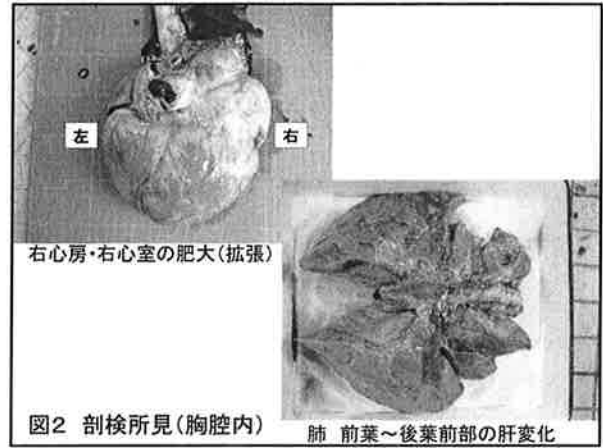 左
右
右心房・右心室の肥大(拡張)
図2 剖検所見(胸腔内)
肺 前葉~後葉前部の肝変化